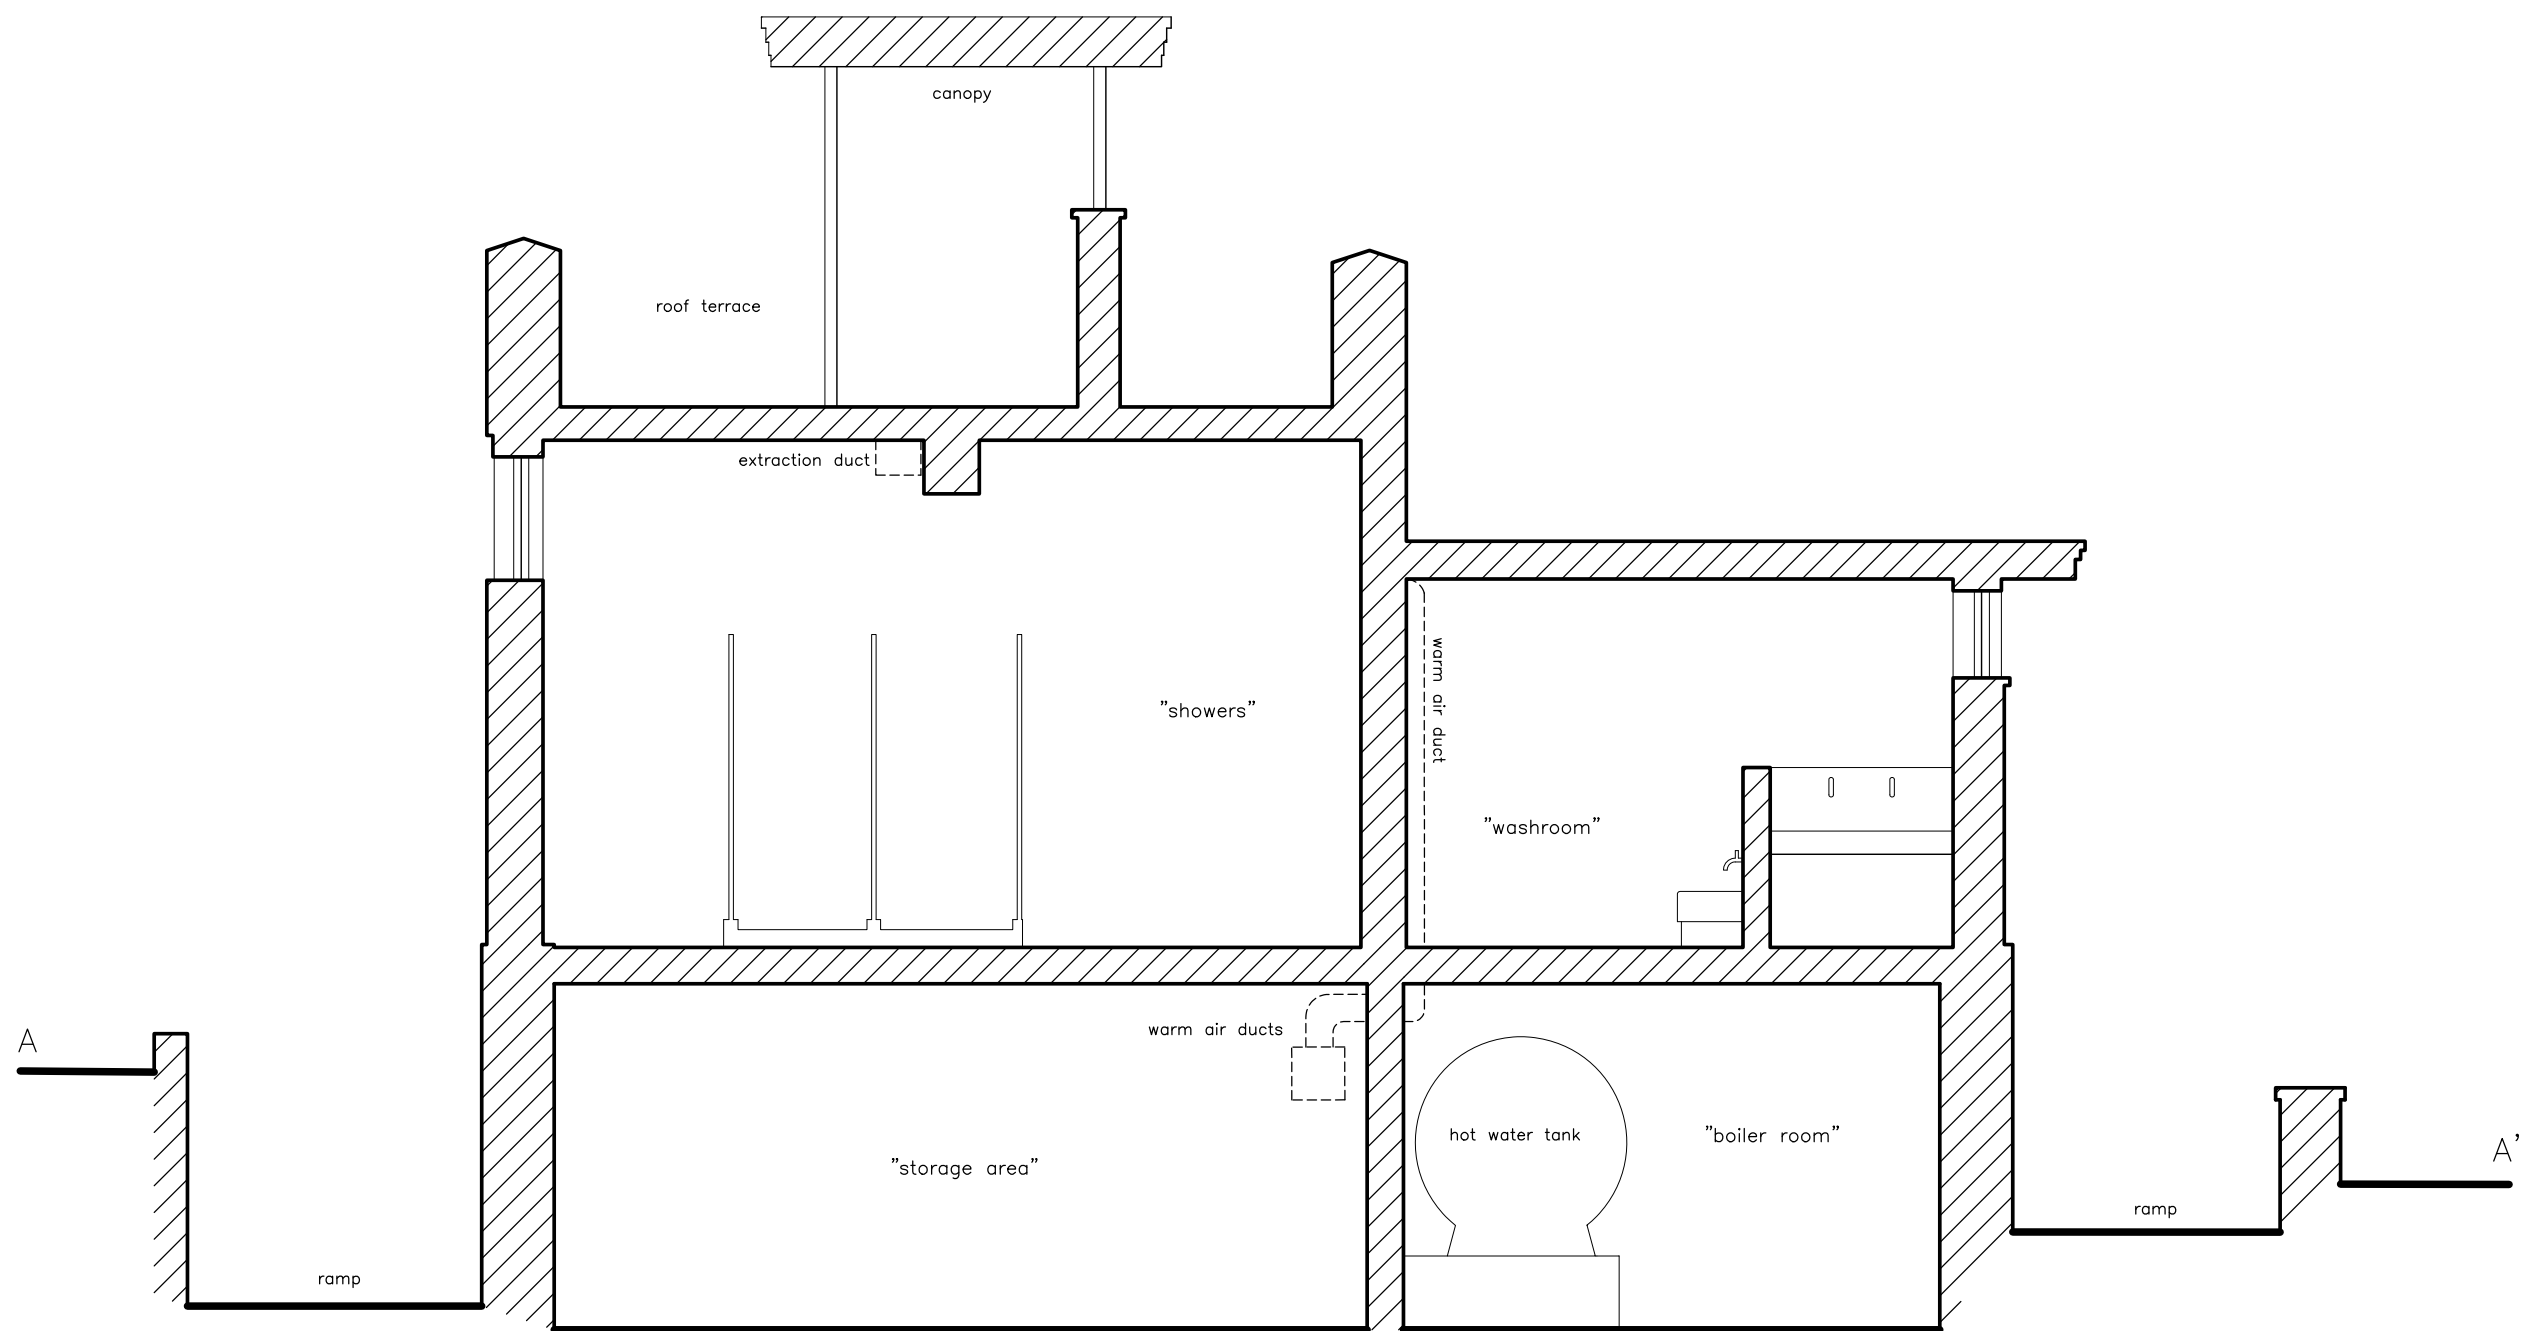 canopy
roof terrace
extraction duct
warm air duct
"showers"
"washroom"
A
warm air ducts
hot water tank
"boiler room"
A'
"storage area"
ramp
ramp